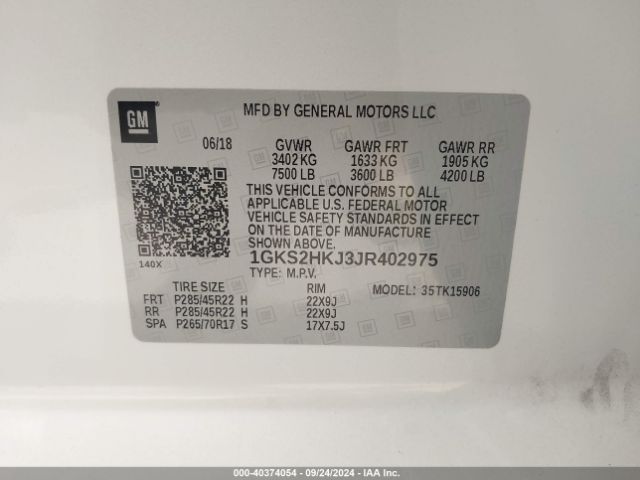 GM
MFD BY GENERAL MOTORS LLC
06/18 GVWR GAWR FRT GAWR RR
3402 KG 1633 KG 1905 KG
7500 LB 3600 LB 4200 LB
THIS VEHICLE CONFORMS TO ALL
APPLICABLE U.S. FEDERAL MOTOR
VEHICLE SAFETY STANDARDS IN EFFECT
ON THE DATE OF MANUFACTURE
SHOWN ABOVE.
140X
1GKS2HKJ3JR402975
TYPE: M.P.V.
TIRE SIZE RIM MODEL: 35TK15906
FRT P285/45R22 H 22X9J
RR P285/45R22 H 22X9J
SPA P265/70R17 S 17X7.5J
000-40374054 - 09/24/2024 - IAAI.COM